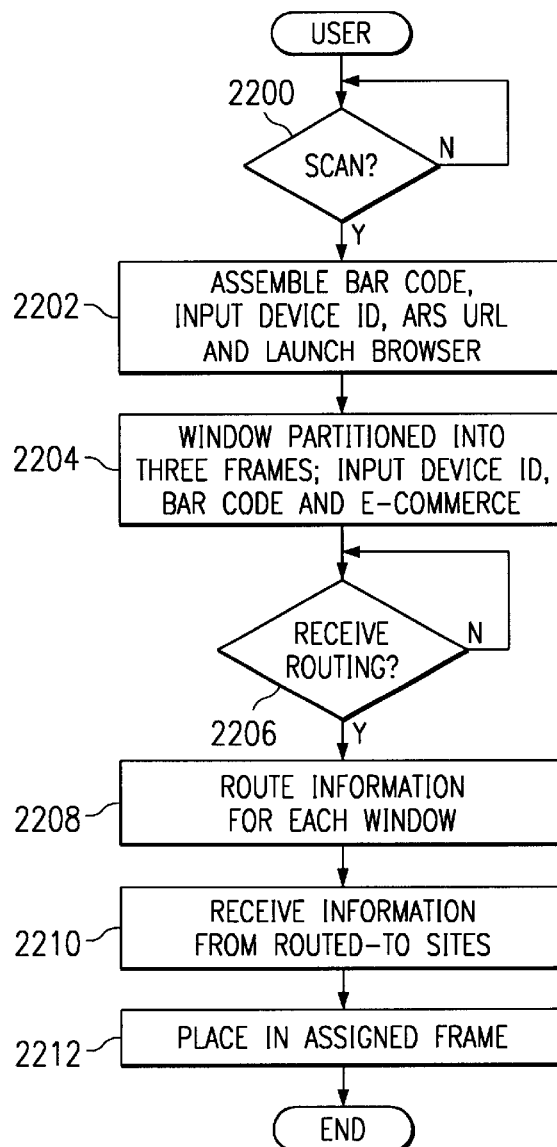 USER
2200
SCAN?
N
Y
2202
ASSEMBLE BAR CODE,
INPUT DEVICE ID, ARS URL
AND LAUNCH BROWSER
2204
WINDOW PARTITIONED INTO
THREE FRAMES; INPUT DEVICE ID,
BAR CODE AND E-COMMERCE
RECEIVE
ROUTING?
N
2206
Y
2208
ROUTE INFORMATION
FOR EACH WINDOW
2210
RECEIVE INFORMATION
FROM ROUTED-TO SITES
2212
PLACE IN ASSIGNED FRAME
END